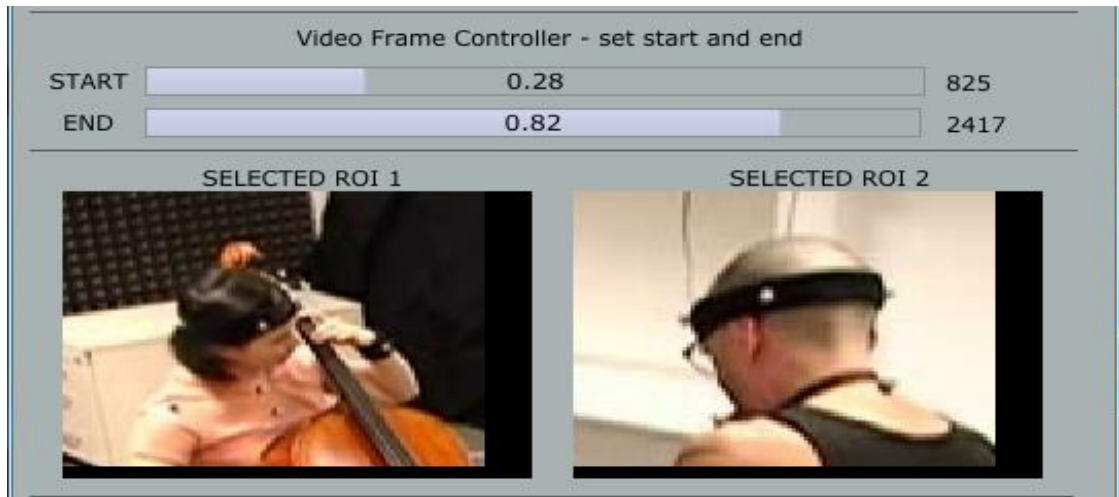 Video Frame Controller - set start and end
START 0.28 825
END 0.82 2417
SELECTED ROI 1 SELECTED ROI 2